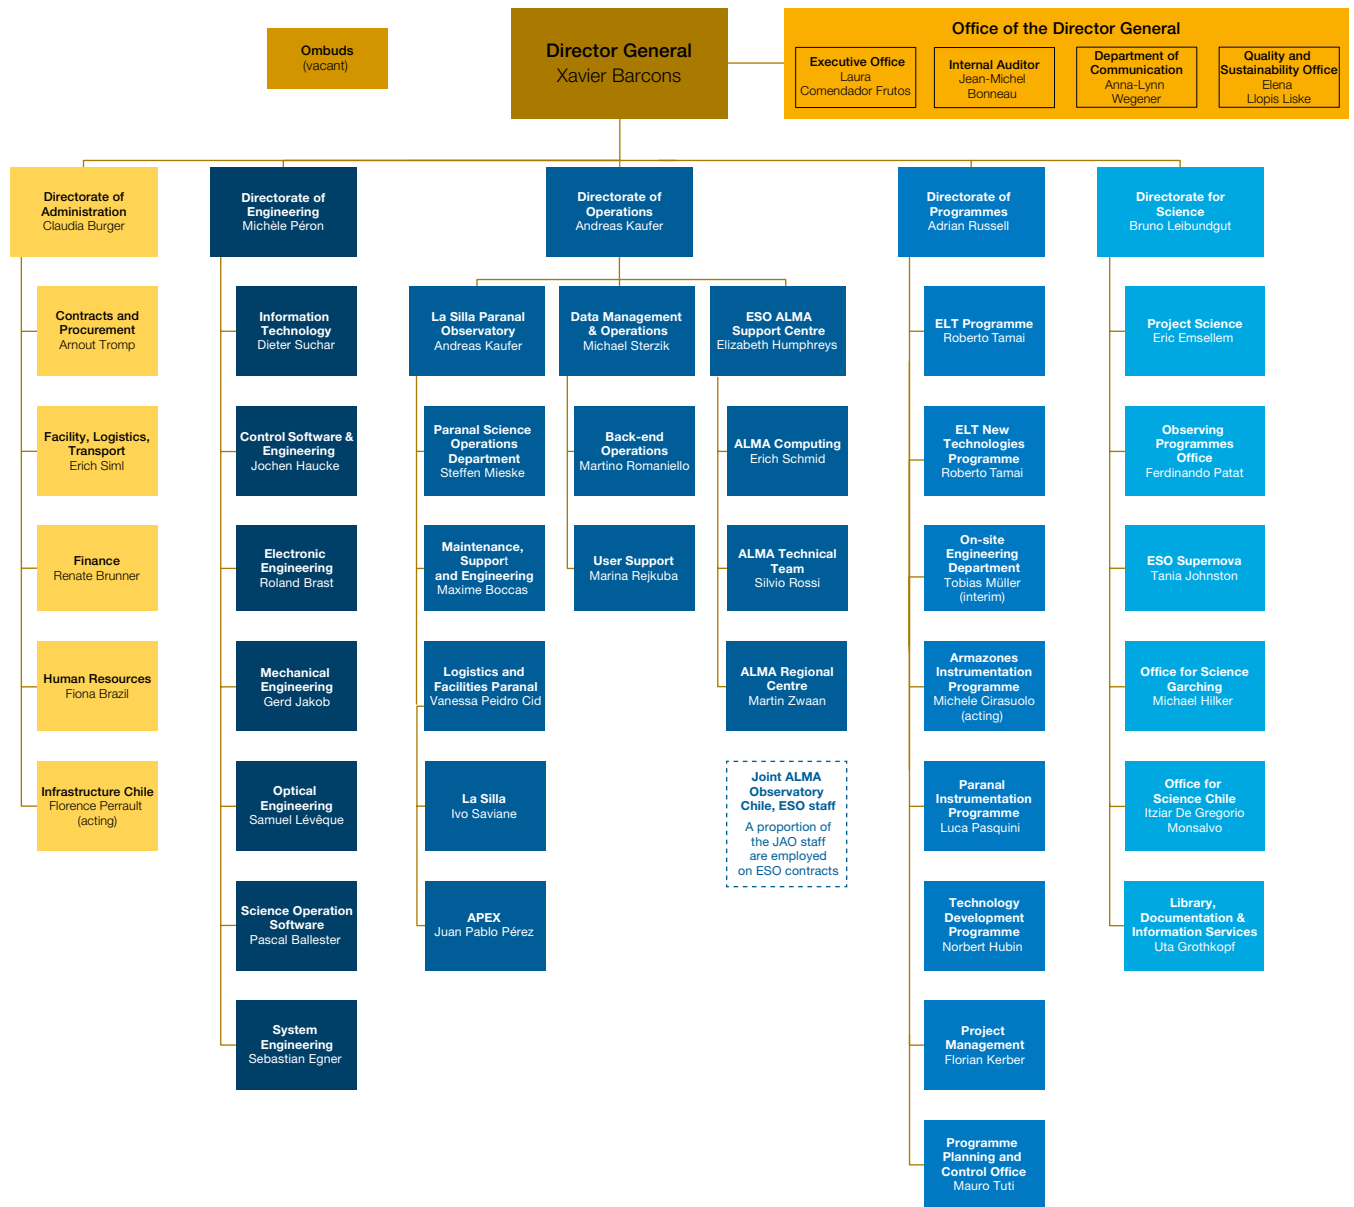 Ombuds
(vacant)
Director General
Xavier Barcons
Office of the Director General
Executive Office
Laura
Comendador Frutos
Internal Auditor
Jean-Michel
Bonneau
Department of
Communication
Anna-Lynn
Wegener
Quality and
Sustainability Office
Elena
Llopis Liske
Directorate of
Administration
Claudia Burger
Contracts and
Procurement
Arnout Tromp
Facility, Logistics,
Transport
Erich Siml
Finance
Renate Brunner
Human Resources
Fiona Brazil
Infrastructure Chile
Florence Perrault
(acting)
Directorate of
Engineering
Michèle Péron
Information
Technology
Dieter Suchar
Control Software &
Engineering
Jochen Haucke
Electronic
Engineering
Roland Brast
Mechanical
Engineering
Gerd Jakob
Optical
Engineering
Samuel Lévêque
Science Operation
Software
Pascal Ballester
System
Engineering
Sebastian Egner
Directorate of
Operations
Andreas Kaufer
La Silla Paranal
Observatory
Andreas Kaufer
Paranal Science
Operations
Department
Steffen Mieske
Maintenance,
Support
and Engineering
Maxime Boccas
Logistics and
Facilities Paranal
Vanessa Peidro Cid
La Silla
Ivo Saviane
APEX
Juan Pablo Pérez
Data Management
& Operations
Michael Sterzik
Back-end
Operations
Martino Romaniello
User Support
Marina Rejkuba
ESO ALMA
Support Centre
Elizabeth Humphreys
ALMA Computing
Erich Schmid
ALMA Technical
Team
Silvio Rossi
ALMA Regional
Centre
Martin Zwaan
Joint ALMA
Observatory
Chile, ESO staff
A proportion of
the JAO staff
are employed
on ESO contracts
Directorate of
Programmes
Adrian Russell
ELT Programme
Roberto Tamai
ELT New
Technologies
Programme
Roberto Tamai
On-site
Engineering
Department
Tobias Müller
(interim)
Armazones
Instrumentation
Programme
Michele Cirasuolo
(acting)
Paranal
Instrumentation
Programme
Luca Pasquini
Technology
Development
Programme
Norbert Hubin
Project
Management
Florian Kerber
Programme
Planning and
Control Office
Mauro Tuti
Directorate for
Science
Bruno Leibundgut
Project Science
Eric Emsellem
Observing
Programmes
Office
Ferdinando Patat
ESO Supernova
Tania Johnston
Office for Science
Garching
Michael Hilker
Office for
Science Chile
Itziar De Gregorio
Monsalvo
Library,
Documentation &
Information Services
Uta Grothkopf